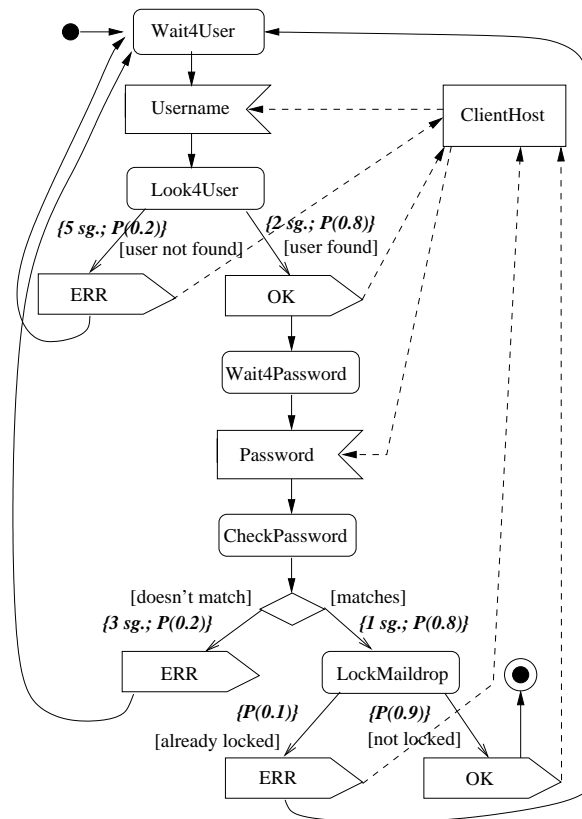 Wait4User
Username
ClientHost
Look4User
{5 sg.; P(0.2)}
{2 sg.; P(0.8)}
[user not found]
[user found]
ERR
OK
Wait4Password
Password
CheckPassword
[doesn't match]
[matches]
{3 sg.; P(0.2)}
{1 sg.; P(0.8)}
ERR
LockMaildrop
{P(0.1)}
{P(0.9)}
[already locked]
[not locked]
ERR
OK